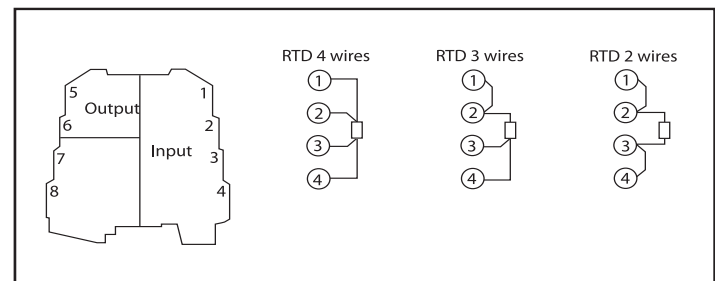 RTD 4 wires RTD 3 wires RTD 2 wires
5 1 1 1 1
Output
6 2 2 2 2
7 Input 3 3 3 3
8 4 4 4 4